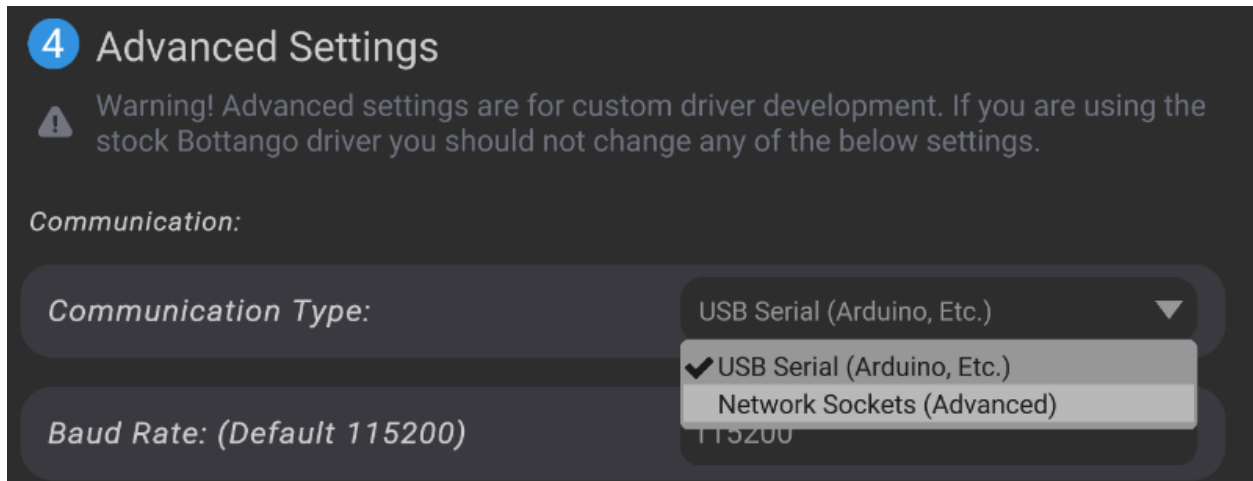 4 Advanced Settings
Warning! Advanced settings are for custom driver development. If you are using the
stock Bottango driver you should not change any of the below settings.
Communication:
Communication Type:
USB Serial (Arduino, Etc.)
USB Serial (Arduino, Etc.)
Network Sockets (Advanced)
Baud Rate: (Default 115200)
115200